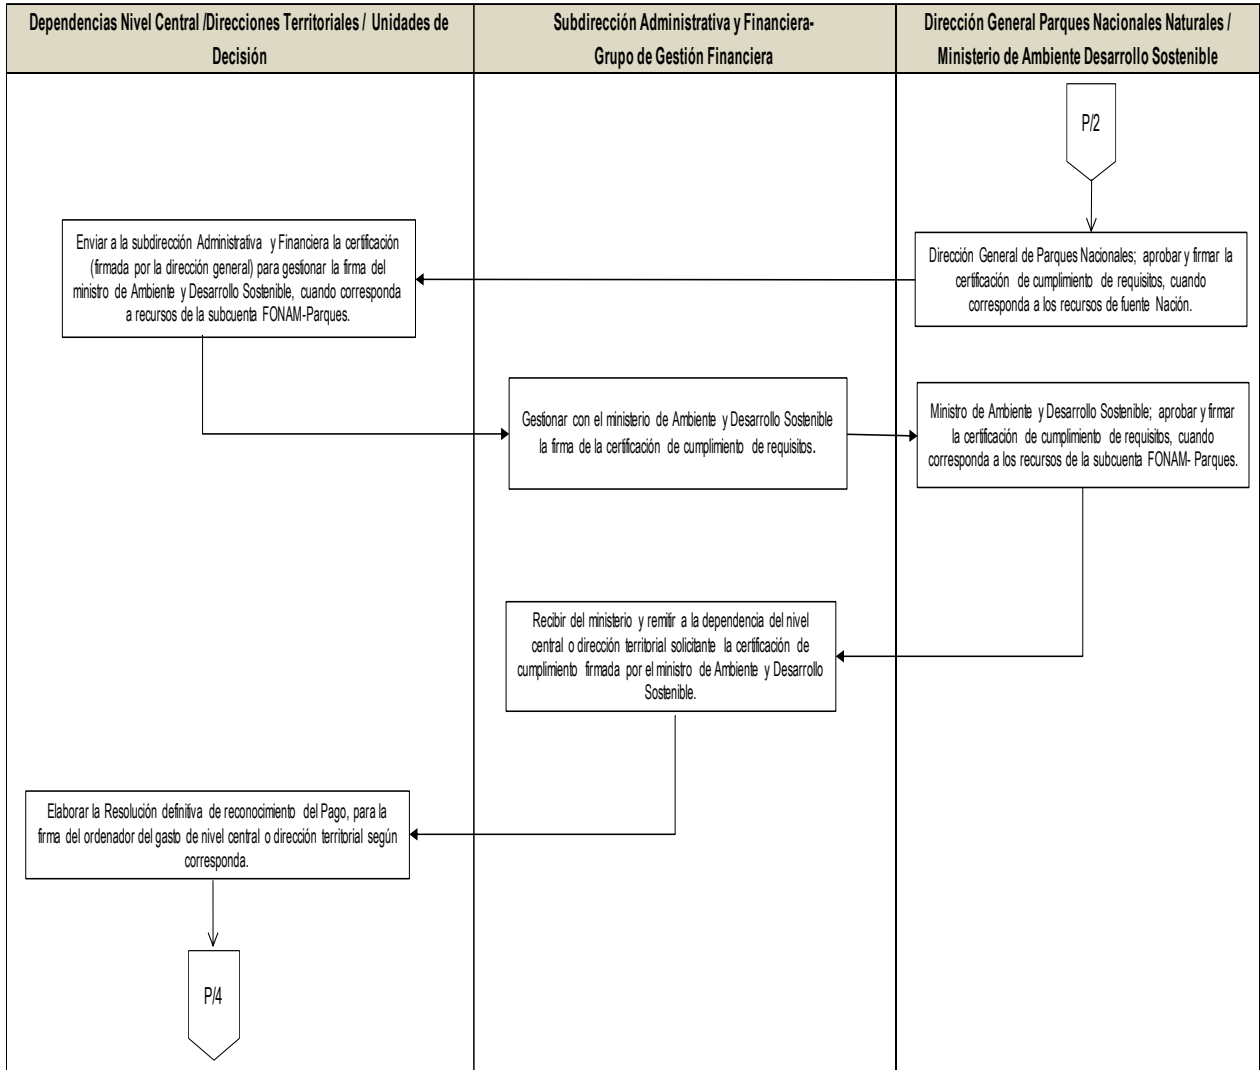 Dependencias Nivel Central /Direcciones Territoriales / Unidades de
Decisión
Subdirección Administrativa y Financiera-
Grupo de Gestión Financiera
Dirección General Parques Nacionales Naturales /
Ministerio de Ambiente Desarrollo Sostenible
P/2
Dirección General de Parques Nacionales; aprobar y firmar la
certificación de cumplimiento de requisitos, cuando
corresponda a los recursos de fuente Nación.
Enviar a la subdirección Administrativa y Financiera la certificación
(firmada por la dirección general) para gestionar la firma del
ministro de Ambiente y Desarrollo Sostenible, cuando corresponda
a recursos de la subcuenta FONAM-Parques.
Gestionar con el ministerio de Ambiente y Desarrollo Sostenible
la firma de la certificación de cumplimiento de requisitos.
Ministro de Ambiente y Desarrollo Sostenible; aprobar y firmar
la certificación de cumplimiento de requisitos, cuando
corresponda a los recursos de la subcuenta FONAM- Parques.
Recibir del ministerio y remitir a la dependencia del nivel
central o dirección territorial solicitante la certificación de
cumplimiento firmada por el ministro de Ambiente y Desarrollo
Sostenible.
Elaborar la Resolución definitiva de reconocimiento del Pago, para la
firma del ordenador del gasto de nivel central o dirección territorial según
corresponda.
P/4